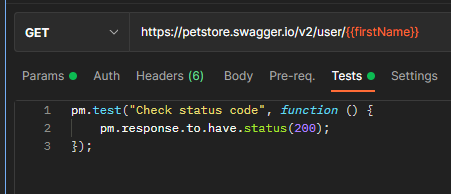 GET https://petstore.swagger.io/v2/user/{{firstName}}
Params Auth Headers (6) Body Pre-req. Tests Settings
1 pm.test("Check status code", function () {
2 pm.response.to.have.status(200);
3 });